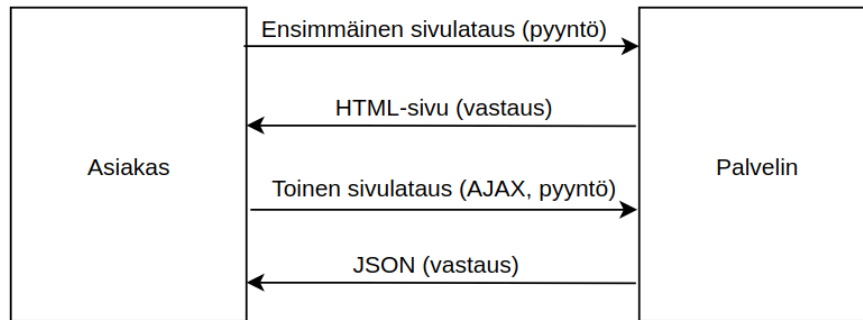 Ensimmäinen sivulataus (pyyntö)
HTML-sivu (vastaus)
Asiakas
Palvelin
Toinen sivulataus (AJAX, pyyntö)
JSON (vastaus)